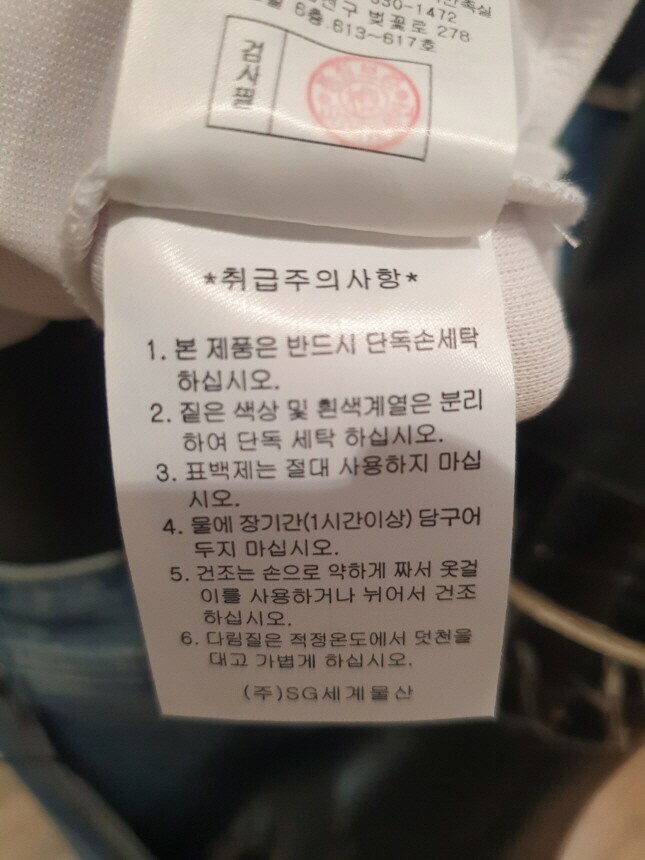 530-1472
벚꽃로 278
6층.613~617호
검사필
*취급주의사항*
1. 본 제품은 반드시 단독손세탁
하십시오.
2. 짙은 색상 및 흰색계열은 분리
하여 단독 세탁 하십시오.
3. 표백제는 절대 사용하지 마십
시오.
4. 물에 장기간(1시간이상) 담구어
두지 마십시오.
5. 건조는 손으로 약하게 짜서 옷걸
이를 사용하거나 뉘어서 건조
하십시오.
6. 다림질은 적정온도에서 덧천을
대고 가볍게 하십시오.
(주)SG세계물산